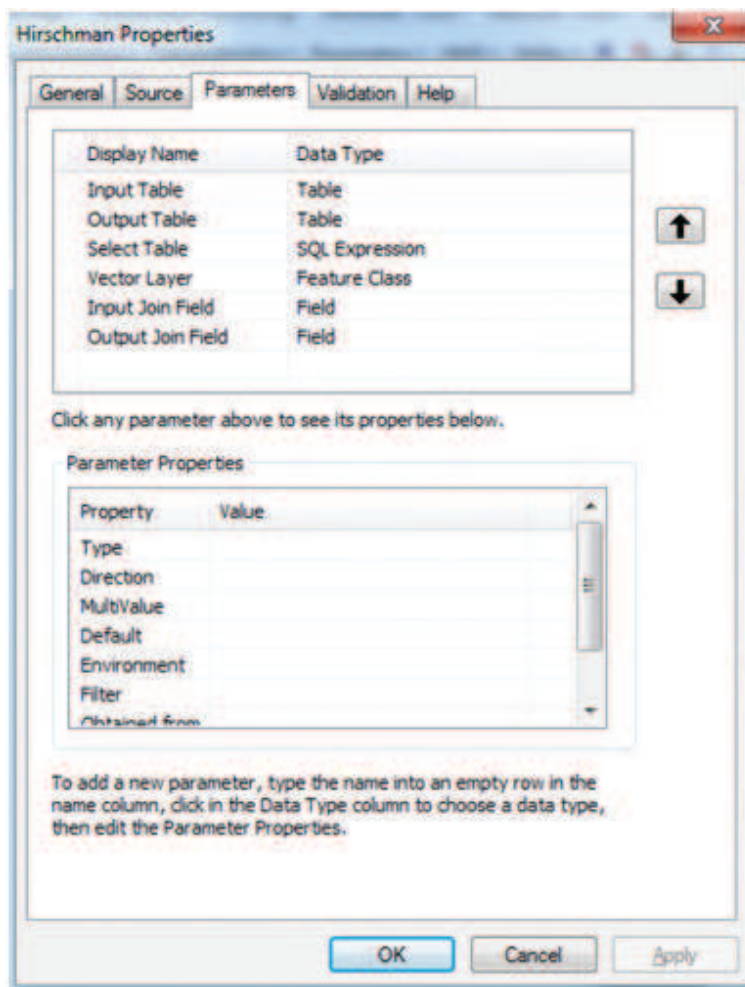 Hirschman Properties
General Source Parameters Validation Help
Display Name Data Type
Input Table Table
Output Table Table
Select Table SQL Expression
Vector Layer Feature Class
Input Join Field Field
Output Join Field Field
Click any parameter above to see its properties below.
Parameter Properties
Property Value
Type
Direction
MultiValue
Default
Environment
Filter
Obtained from
To add a new parameter, type the name into an empty row in the
name column, click in the Data Type column to choose a data type,
then edit the Parameter Properties.
OK Cancel Apply